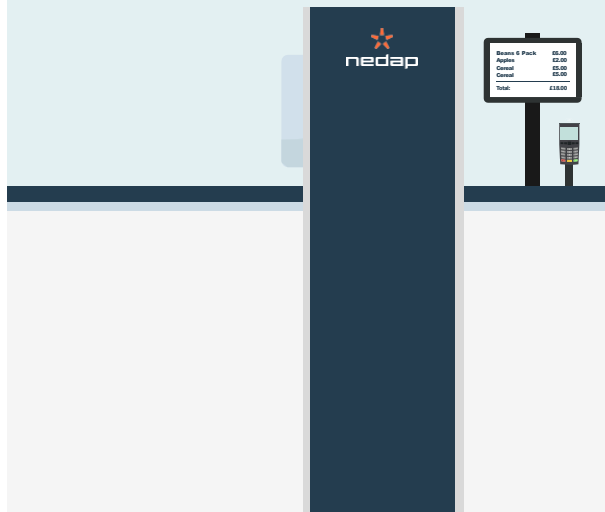 nedap
Beans 6 Pack £6.00
Apples £2.00
Cereal £5.00
Cereal £5.00
Total: £18.00